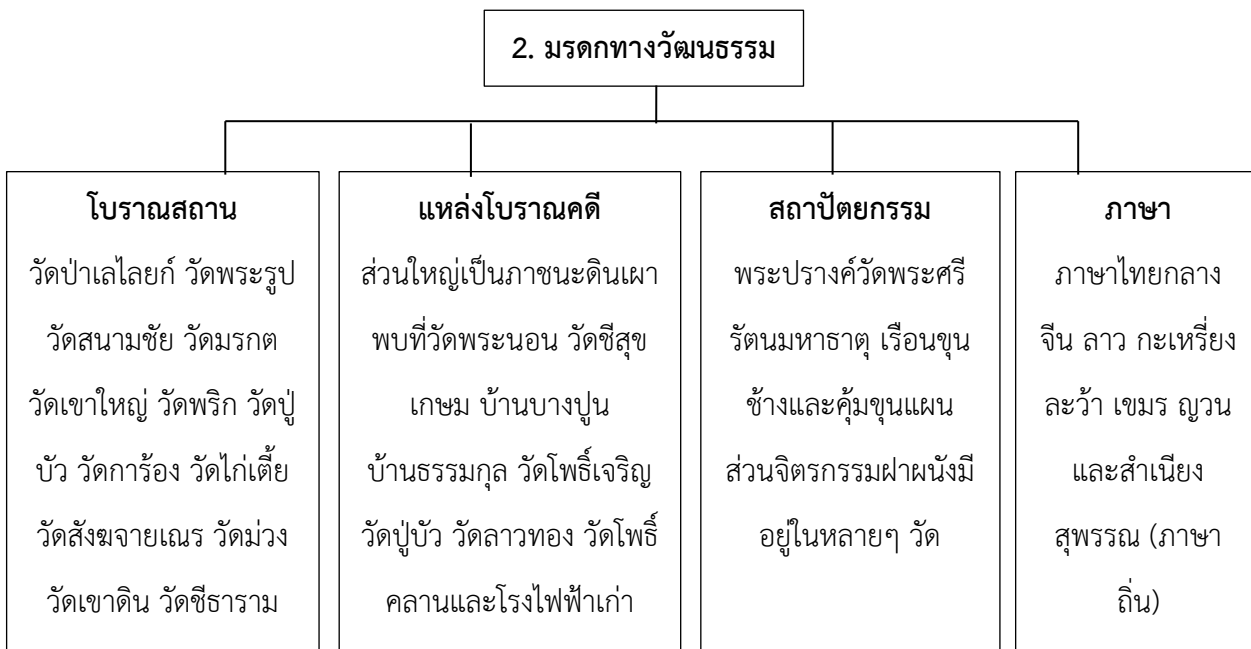 2. มรดกทางวัฒนธรรม
โบราณสถาน
วัดป่าเลไลยก์ วัดพระรูป
วัดสนามชัย วัดมรกต
วัดเขาใหญ่ วัดพริก วัดปู่
บัว วัดการ้อง วัดไก่เตี้ย
วัดสังฆจายเณร วัดม่วง
วัดเขาดิน วัดชีธาราม
แหล่งโบราณคดี
ส่วนใหญ่เป็นภาชนะดินเผา
พบที่วัดพระนอน วัดชีสุข
เกษม บ้านบางปูน
บ้านธรรมกุล วัดโพธิ์เจริญ
วัดปู่บัว วัดลาวทอง วัดโพธิ์
คลานและโรงไฟฟ้าเก่า
สถาปัตยกรรม
พระปรางค์วัดพระศรี
รัตนมหาธาตุ เรือนขุน
ช้างและคุ้มขุนแผน
ส่วนจิตรกรรมฝาผนังมี
อยู่ในหลายๆ วัด
ภาษา
ภาษาไทยกลาง
จีน ลาว กะเหรี่ยง
ละว้า เขมร ญวน
และสำเนียง
สุพรรณ (ภาษา
ถิ่น)